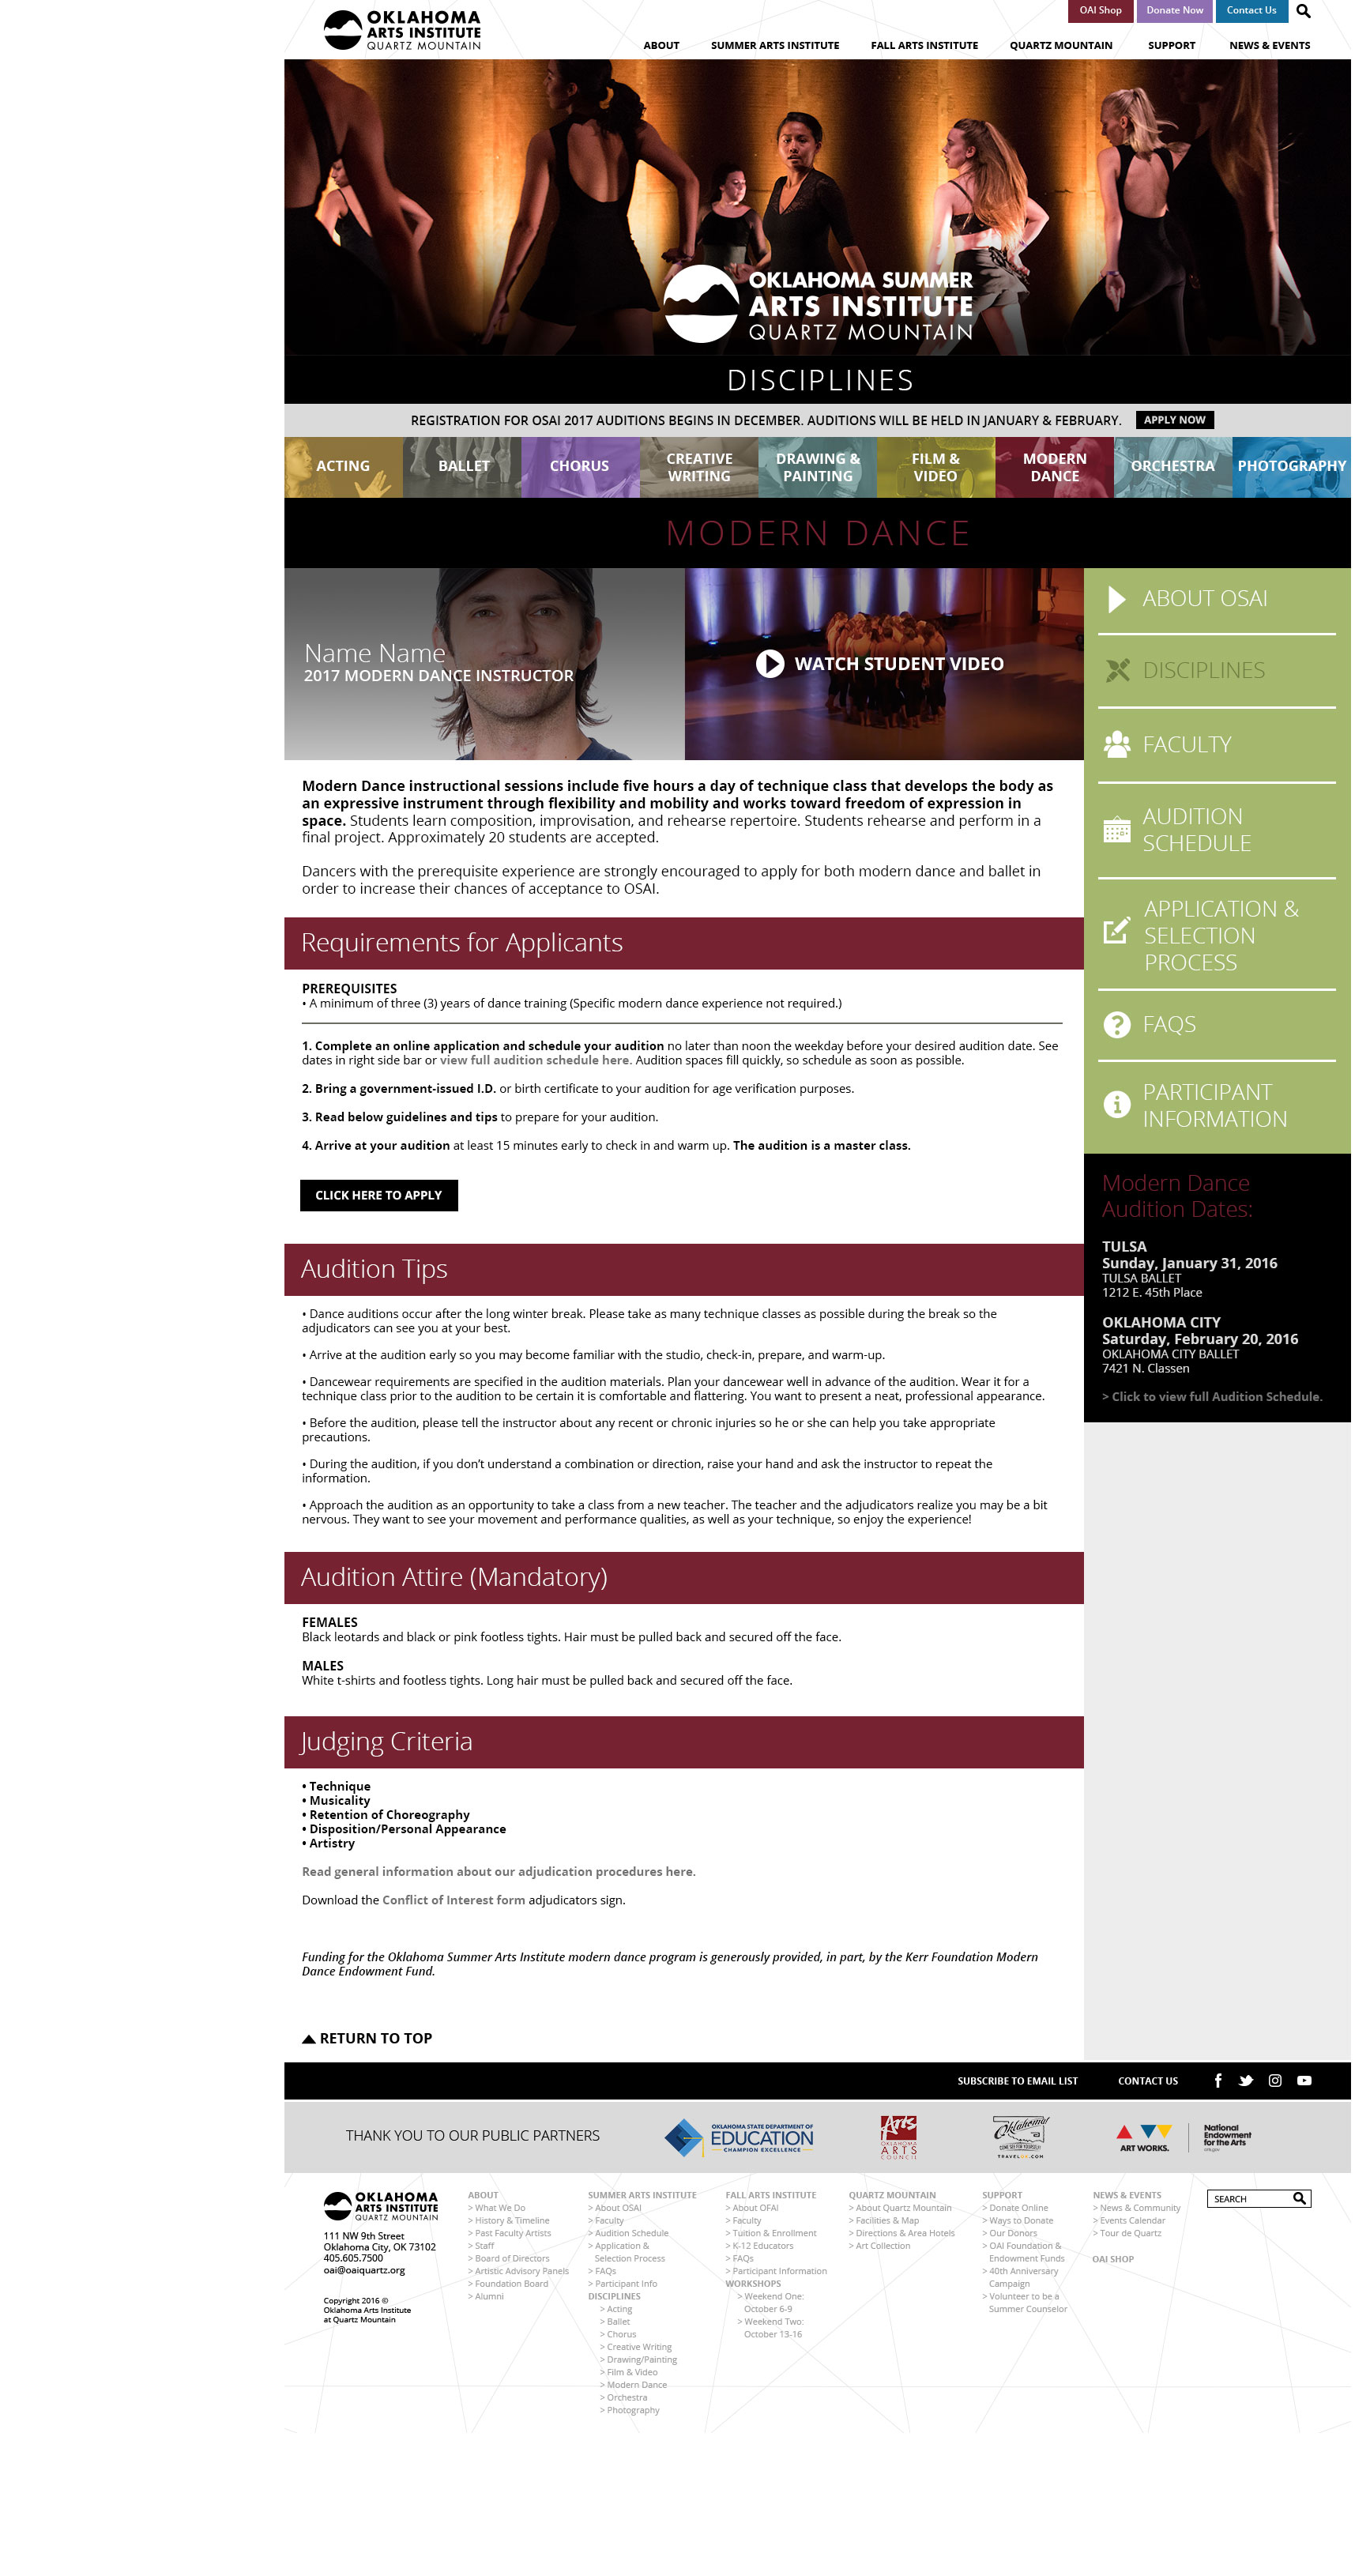 OKLAHOMA
ARTS INSTITUTE
QUARTZ MOUNTAIN
OAI Shop
Donate Now
Contact Us
ABOUT
SUMMER ARTS INSTITUTE
FALL ARTS INSTITUTE
QUARTZ MOUNTAIN
SUPPORT
NEWS & EVENTS
OKLAHOMA SUMMER
ARTS INSTITUTE
QUARTZ MOUNTAIN
DISCIPLINES
REGISTRATION FOR OSAI 2017 AUDITIONS BEGINS IN DECEMBER. AUDITIONS WILL BE HELD IN JANUARY & FEBRUARY.
APPLY NOW
ACTING
BALLET
CHORUS
CREATIVE
WRITING
DRAWING &
PAINTING
FILM &
VIDEO
MODERN
DANCE
ORCHESTRA
PHOTOGRAPHY
MODERN DANCE
Name Name
2017 MODERN DANCE INSTRUCTOR
WATCH STUDENT VIDEO
Modern Dance instructional sessions include five hours a day of technique class that develops the body as
an expressive instrument through flexibility and mobility and works toward freedom of expression in
space. Students learn composition, improvisation, and rehearse repertoire. Students rehearse and perform in a
final project. Approximately 20 students are accepted.
Dancers with the prerequisite experience are strongly encouraged to apply for both modern dance and ballet in
order to increase their chances of acceptance to OSAI.
Requirements for Applicants
PREREQUISITES
• A minimum of three (3) years of dance training (Specific modern dance experience not required.)
1. Complete an online application and schedule your audition no later than noon the weekday before your desired audition date. See
dates in right side bar or view full audition schedule here. Audition spaces fill quickly, so schedule as soon as possible.
2. Bring a government-issued I.D. or birth certificate to your audition for age verification purposes.
3. Read below guidelines and tips to prepare for your audition.
4. Arrive at your audition at least 15 minutes early to check in and warm up. The audition is a master class.
CLICK HERE TO APPLY
Audition Tips
• Dance auditions occur after the long winter break. Please take as many technique classes as possible during the break so the
adjudicators can see you at your best.
• Arrive at the audition early so you may become familiar with the studio, check-in, prepare, and warm-up.
• Dancewear requirements are specified in the audition materials. Plan your dancewear well in advance of the audition. Wear it for a
technique class prior to the audition to be certain it is comfortable and flattering. You want to present a neat, professional appearance.
• Before the audition, please tell the instructor about any recent or chronic injuries so he or she can help you take appropriate
precautions.
• During the audition, if you don't understand a combination or direction, raise your hand and ask the instructor to repeat the
information.
• Approach the audition as an opportunity to take a class from a new teacher. The teacher and the adjudicators realize you may be a bit
nervous. They want to see your movement and performance qualities, as well as your technique, so enjoy the experience!
Audition Attire (Mandatory)
FEMALES
Black leotards and black or pink footless tights. Hair must be pulled back and secured off the face.
MALES
White t-shirts and footless tights. Long hair must be pulled back and secured off the face.
Judging Criteria
• Technique
• Musicality
• Retention of Choreography
• Disposition/Personal Appearance
• Artistry
Read general information about our adjudication procedures here.
Download the Conflict of Interest form adjudicators sign.
Funding for the Oklahoma Summer Arts Institute modern dance program is generously provided, in part, by the Kerr Foundation Modern
Dance Endowment Fund.
RETURN TO TOP
ABOUT OSAI
DISCIPLINES
FACULTY
AUDITION
SCHEDULE
APPLICATION &
SELECTION
PROCESS
FAQS
PARTICIPANT
INFORMATION
Modern Dance
Audition Dates:
TULSA
Sunday, January 31, 2016
TULSA BALLET
1212 E. 45th Place
OKLAHOMA CITY
Saturday, February 20, 2016
OKLAHOMA CITY BALLET
7421 N. Classen
> Click to view full Audition Schedule.
SUBSCRIBE TO EMAIL LIST
CONTACT US
THANK YOU TO OUR PUBLIC PARTNERS
OKLAHOMA STATE DEPARTMENT OF
EDUCATION
CHAMPION EXCELLENCE
Arts
OKLAHOMA
ARTS
COUNCIL
Oklahoma!
COME SEE FOR YOURSELF
TRAVELOK.COM
ART WORKS.
National
Endowment
for the Arts
arts.gov
OKLAHOMA
ARTS INSTITUTE
QUARTZ MOUNTAIN
111 NW 9th Street
Oklahoma City, OK 73102
405.605.7500
oai@oaiquartz.org
Copyright 2016 ©
Oklahoma Arts Institute
at Quartz Mountain
ABOUT
> What We Do
> History & Timeline
> Past Faculty Artists
> Staff
> Board of Directors
> Artistic Advisory Panels
> Foundation Board
> Alumni
SUMMER ARTS INSTITUTE
> About OSAI
> Faculty
> Audition Schedule
> Application &
Selection Process
> FAQs
> Participant Info
DISCIPLINES
> Acting
> Ballet
> Chorus
> Creative Writing
> Drawing/Painting
> Film & Video
> Modern Dance
> Orchestra
> Photography
FALL ARTS INSTITUTE
> About OFAI
> Faculty
> Tuition & Enrollment
> K-12 Educators
> FAQs
> Participant Information
WORKSHOPS
> Weekend One:
October 6-9
> Weekend Two:
October 13-16
QUARTZ MOUNTAIN
> About Quartz Mountain
> Facilities & Map
> Directions & Area Hotels
> Art Collection
SUPPORT
> Donate Online
> Ways to Donate
> Our Donors
> OAI Foundation &
Endowment Funds
> 40th Anniversary
Campaign
> Volunteer to be a
Summer Counselor
NEWS & EVENTS
> News & Community
> Events Calendar
> Tour de Quartz
OAI SHOP
SEARCH